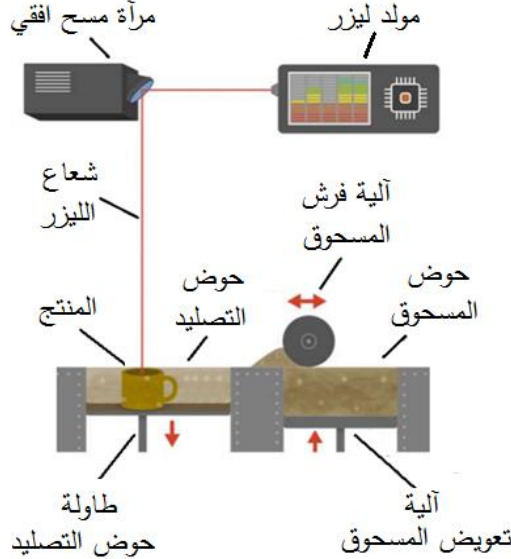 مرآة مسح افقي
مولد ليزر
شعاع
الليزر
آلية فرش
المسحوق
حوض
التصليد
حوض
المسحوق
المنتج
طاولة
حوض التصليد
آلية
تعويض المسحوق